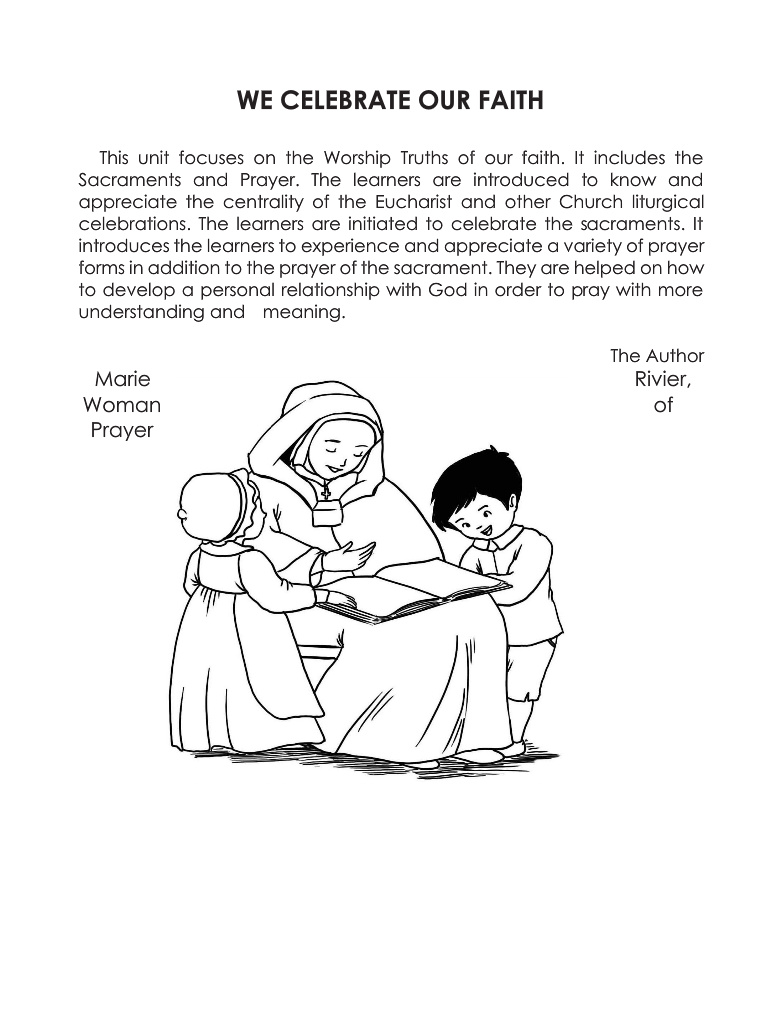 WE CELEBRATE OUR FAITH
This unit focuses on the Worship Truths of our faith. It includes the
Sacraments and Prayer. The learners are introduced to know and
appreciate the centrality of the Eucharist and other Church liturgical
celebrations. The learners are initiated to celebrate the sacraments. It
introduces the learners to experience and appreciate a variety of prayer
forms in addition to the prayer of the sacrament. They are helped on how
to develop a personal relationship with God in order to pray with more
understanding and meaning.
The Author
Marie Rivier,
Woman of
Prayer